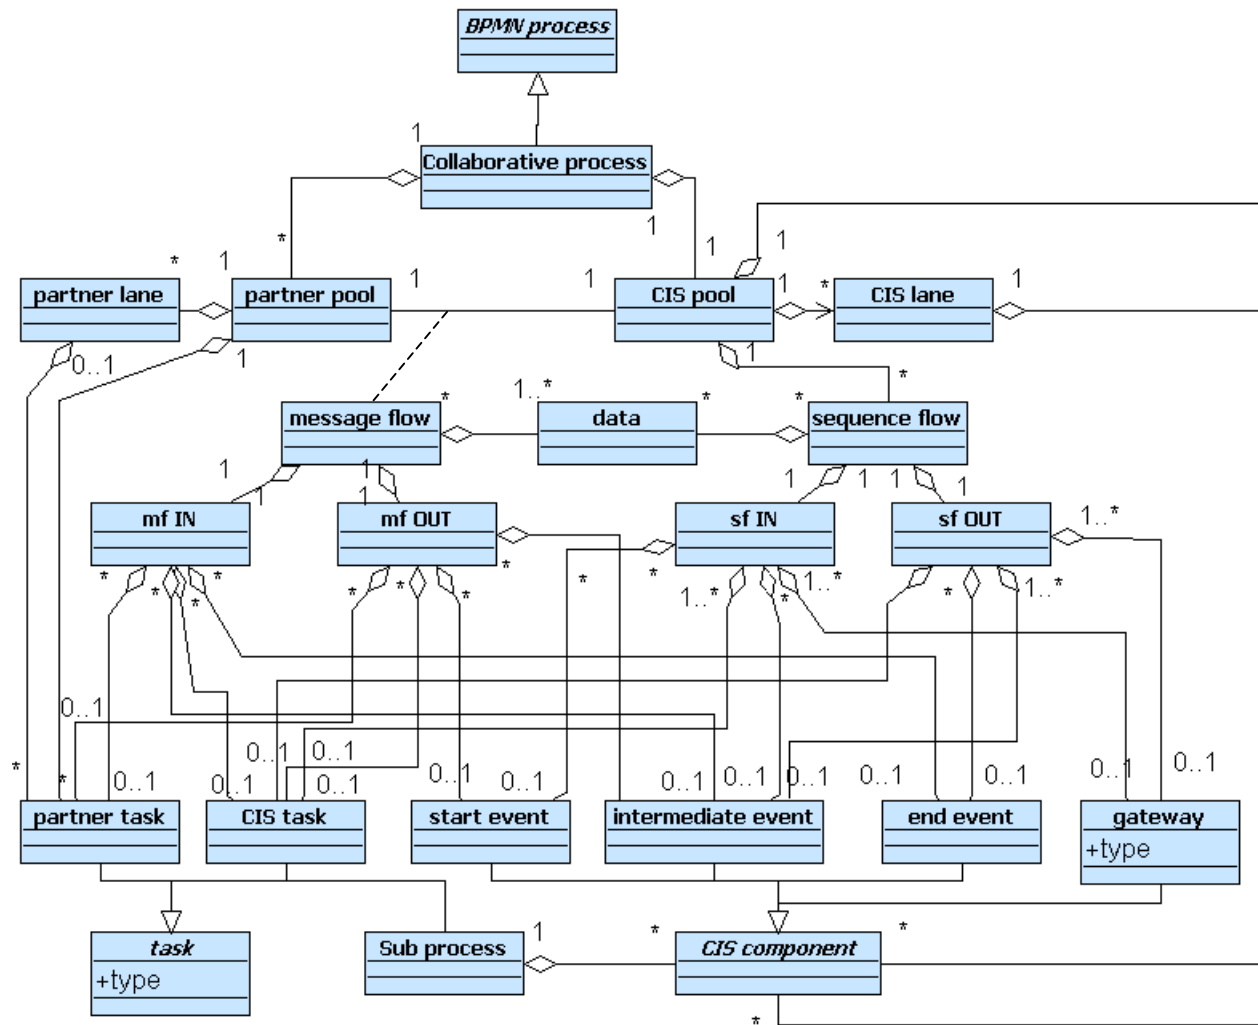 BPMN process
1
Collaborative process
1
*
1
*
1
1
1
1
1
*
1
partner lane
partner pool
CIS pool
CIS lane
0..1
1
1
*
*
1..*
*
*
message flow
data
sequence flow
1
1
1
1
1
1
1
1
mf IN
mf OUT
sf IN
sf OUT
1..*
*
*
*
*
*
*
*
*
*
*
1..*
1..*
*
*
1..*
0..1
0..1
0..1
0..1
0..1
*
*
0..1
0..1
0..1
0..1
0..1
0..1
0..1
0..1
0..1
0..1
0..1
partner task
CIS task
start event
intermediate event
end event
gateway
+type
1
*
*
task
+type
Sub process
CIS component
*